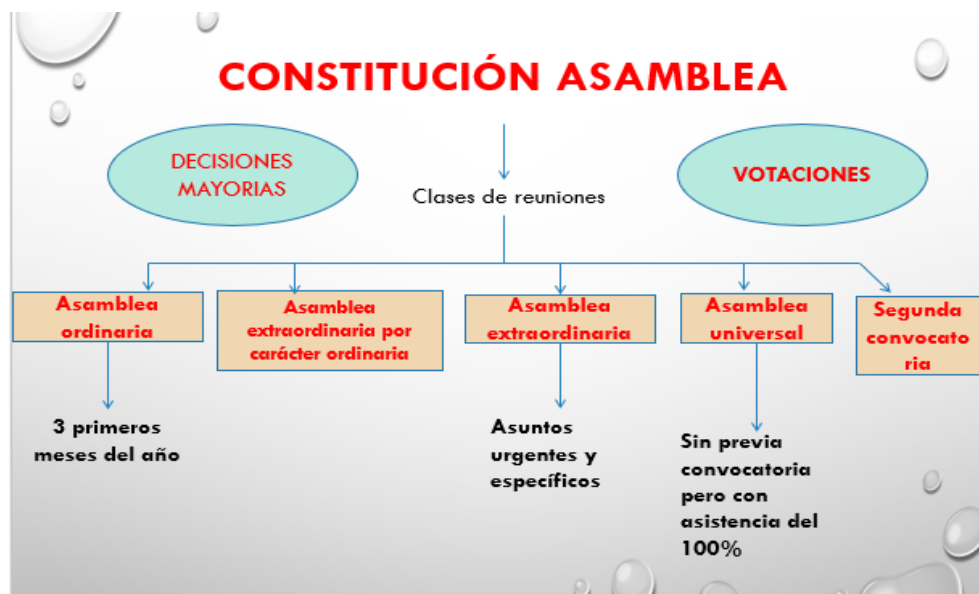 CONSTITUCIÓN ASAMBLEA
DECISIONES
MAYORIAS
VOTACIONES
Clases de reuniones
Asamblea
ordinaria
Asamblea
extraordinaria por
carácter ordinaria
Asamblea
extraordinaria
Asamblea
universal
Segunda
convocato
ria
3 primeros
meses del año
Asuntos
urgentes y
específicos
Sin previa
convocatoria
pero con
asistencia del
100%